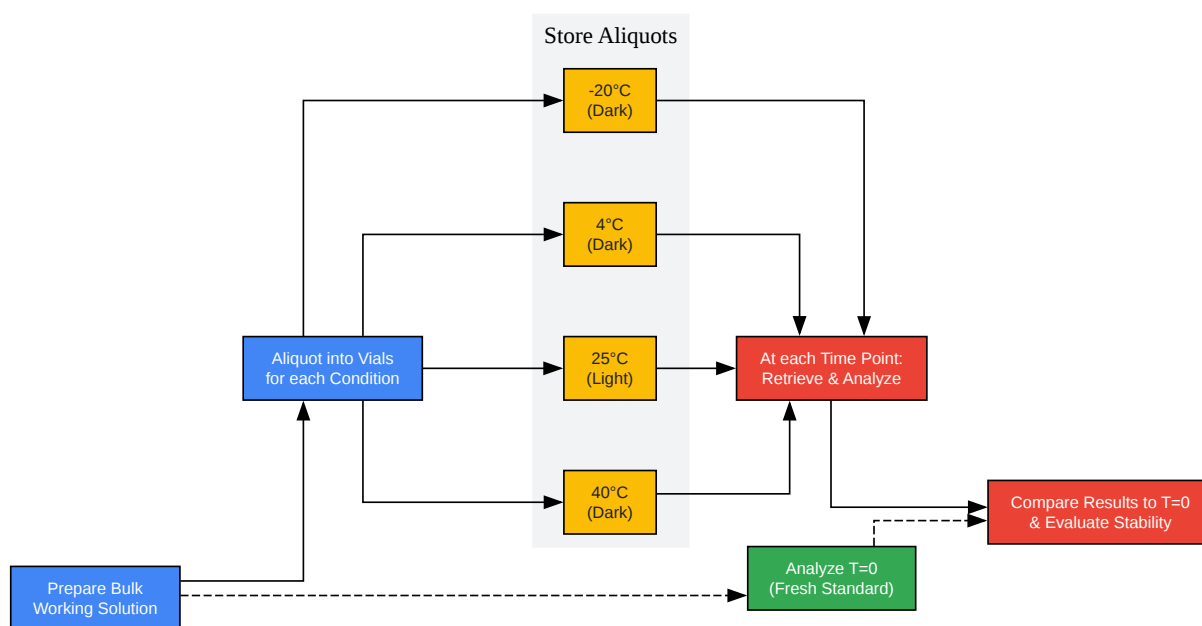 Store Aliquots
-20°C
(Dark)
4°C
(Dark)
Aliquot into Vials
for each Condition
25°C
(Light)
At each Time Point:
Retrieve & Analyze
40°C
(Dark)
Compare Results to T=0
& Evaluate Stability
Analyze T=0
(Fresh Standard)
Prepare Bulk
Working Solution